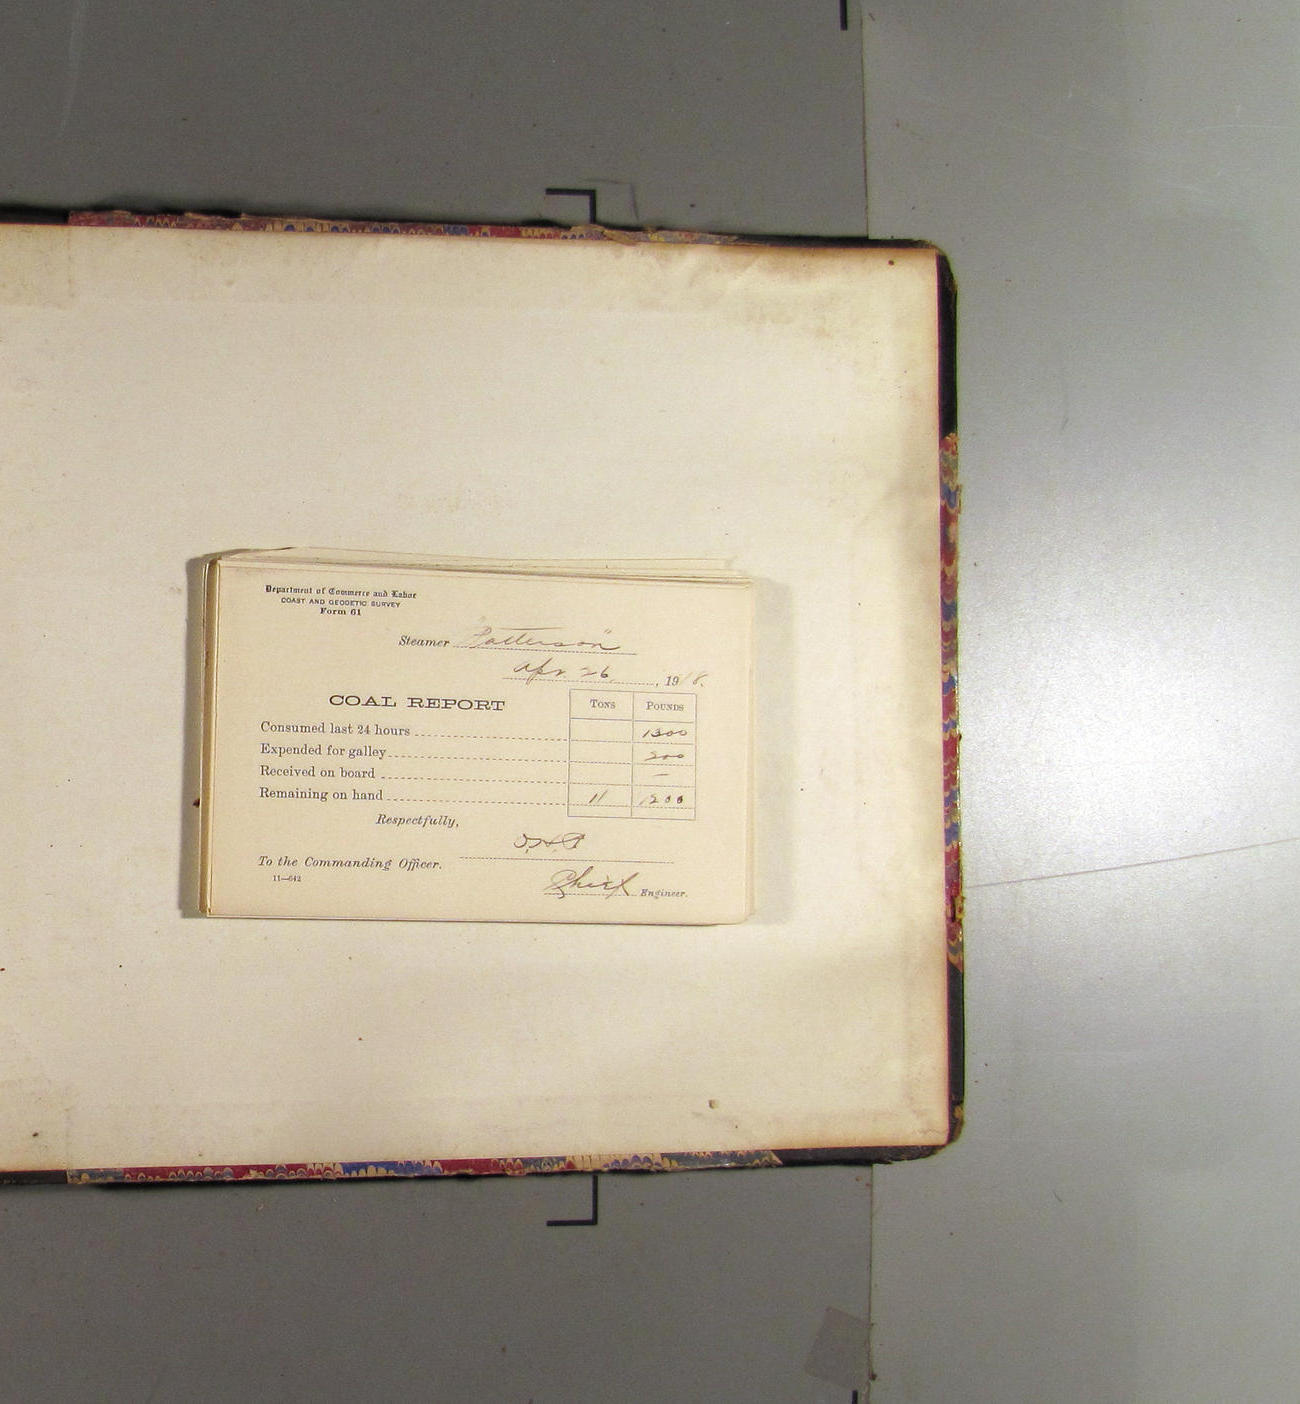 Department of Commerce and Labor
COAST AND GEODETIC SURVEY
Form 61
Steamer "Patterson"
Apr. 26, 1918.
COAL REPORT
Tons Pounds
Consumed last 24 hours 1300
Expended for galley 200
Received on board –
Remaining on hand 11 1200
Respectfully,
To the Commanding Officer.
11—642
Chief Engineer.